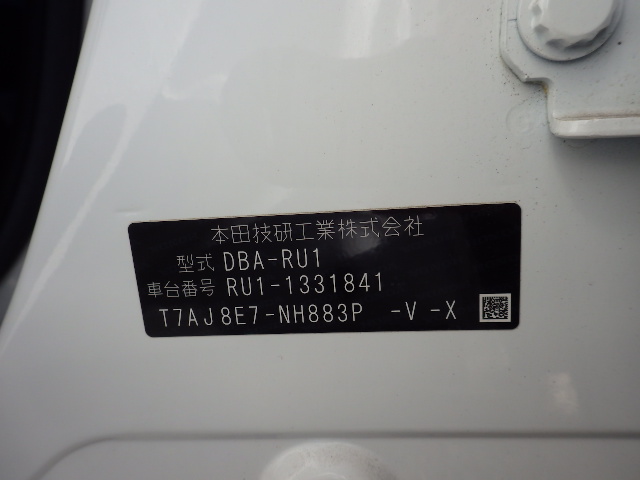 本田技研工業株式会社
型式 DBA-RU1
車台番号 RU1-1331841
T7AJ8E7-NH883P -V -X